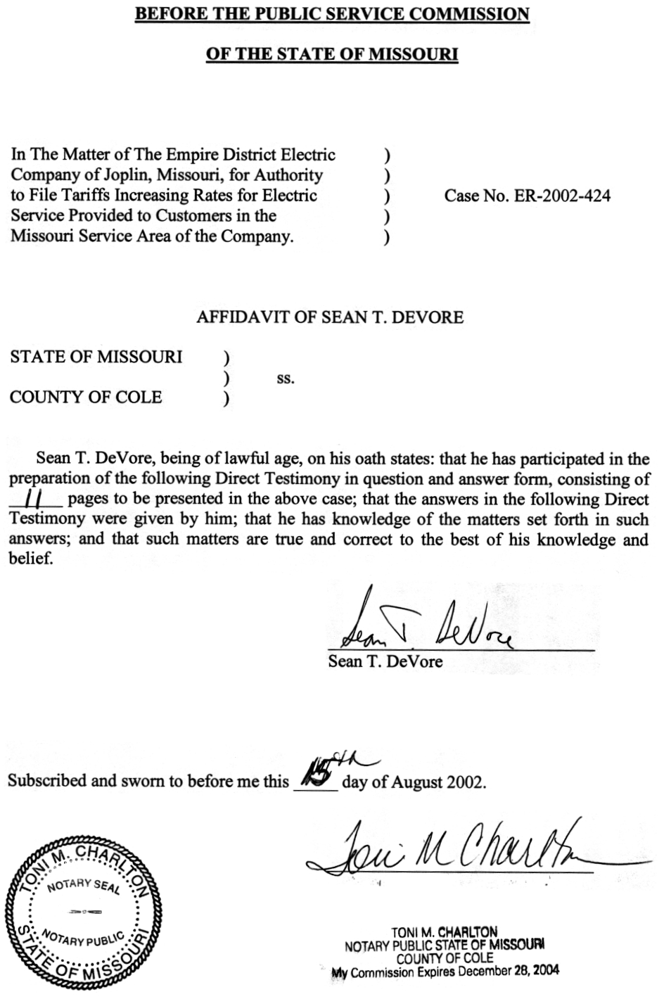 BEFORE THE PUBLIC SERVICE COMMISSION
OF THE STATE OF MISSOURI
In The Matter of The Empire District Electric )
Company of Joplin, Missouri, for Authority )
to File Tariffs Increasing Rates for Electric ) Case No. ER-2002-424
Service Provided to Customers in the )
Missouri Service Area of the Company. )
AFFIDAVIT OF SEAN T. DEVORE
STATE OF MISSOURI )
) ss.
COUNTY OF COLE )
Sean T. DeVore, being of lawful age, on his oath states: that he has participated in the
preparation of the following Direct Testimony in question and answer form, consisting of
11 pages to be presented in the above case; that the answers in the following Direct
Testimony were given by him; that he has knowledge of the matters set forth in such
answers; and that such matters are true and correct to the best of his knowledge and
belief.
Sean T. DeVore
Sean T. DeVore
Subscribed and sworn to before me this 15th day of August 2002.
Toni M Charlton
TONI M. CHARLTON
NOTARY SEAL
NOTARY PUBLIC
STATE OF MISSOURI
TONI M. CHARLTON
NOTARY PUBLIC STATE OF MISSOURI
COUNTY OF COLE
My Commission Expires December 28, 2004